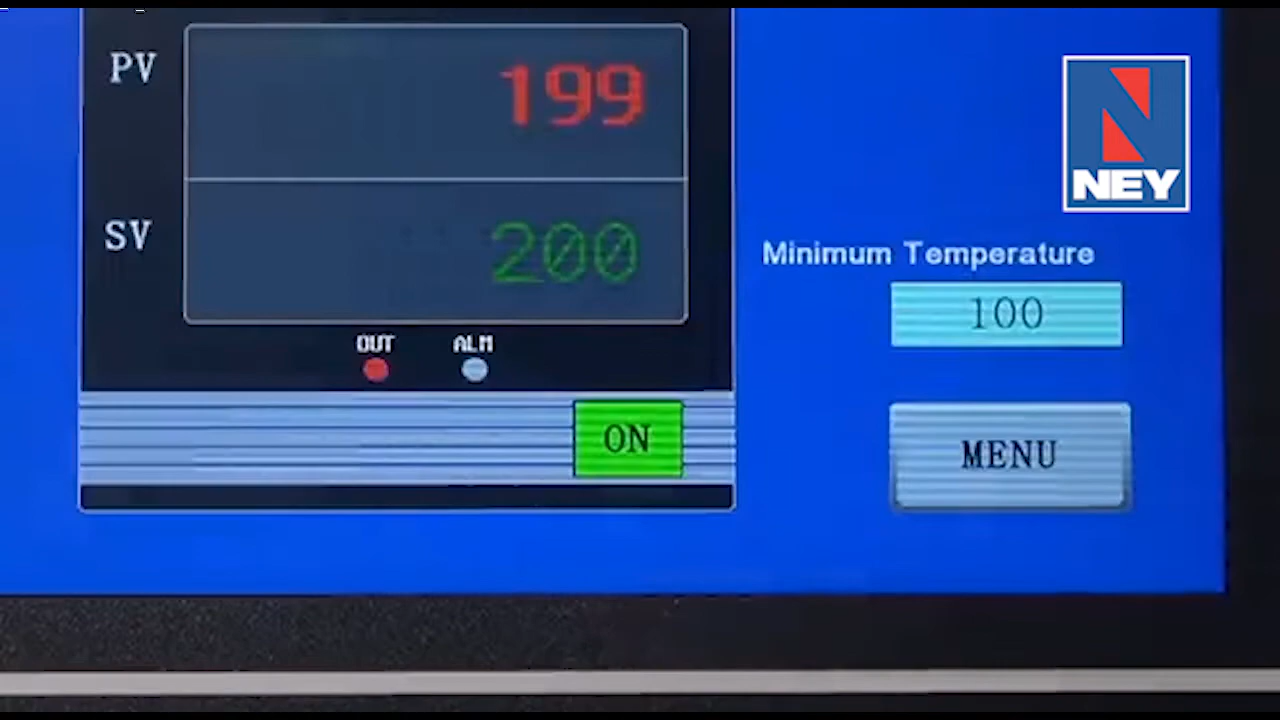 PV
199
NEY
SV
200
Minimum Temperature
100
OUT
ALM
ON
MENU